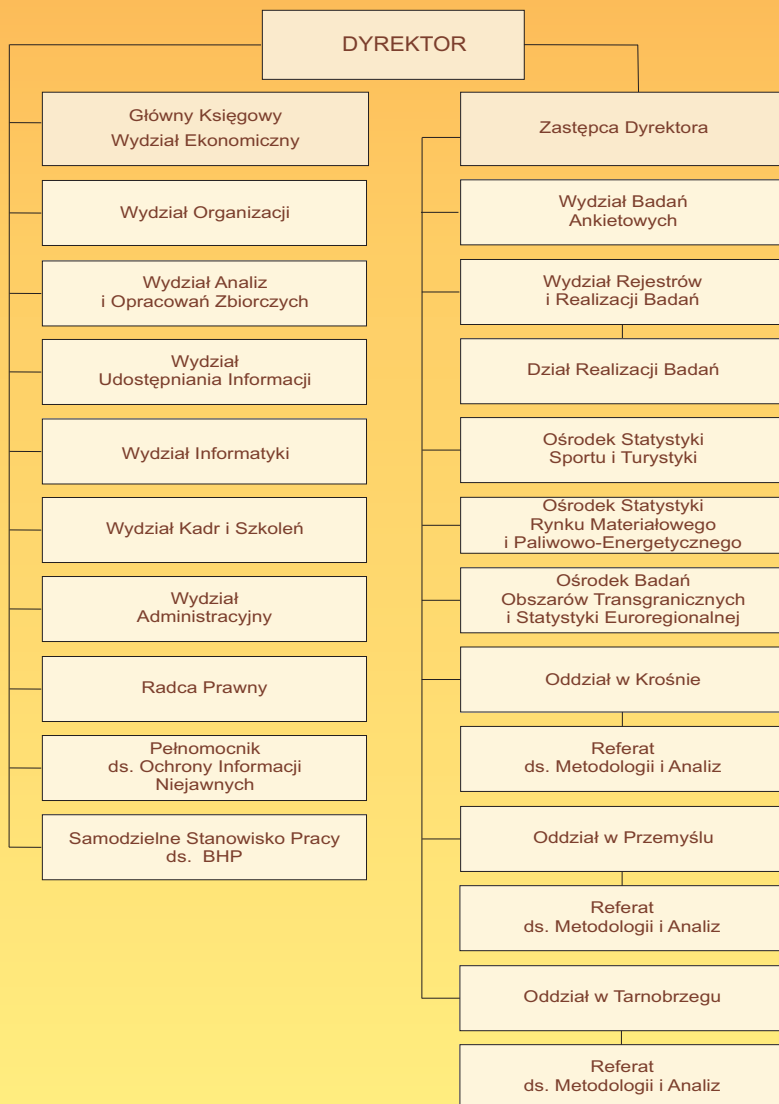 DYREKTOR
Główny Księgowy
Wydział Ekonomiczny
Wydział Organizacji
Wydział Analiz
i Opracowań Zbiorczych
Wydział
Udostępniania Informacji
Wydział Informatyki
Wydział Kadr i Szkoleń
Wydział
Administracyjny
Radca Prawny
Pełnomocnik
ds. Ochrony Informacji
Niejawnych
Samodzielne Stanowisko Pracy
ds. BHP
Zastępca Dyrektora
Wydział Badań
Ankietowych
Wydział Rejestrów
i Realizacji Badań
Dział Realizacji Badań
Ośrodek Statystyki
Sportu i Turystyki
Ośrodek Statystyki
Rynku Materiałowego
i Paliwowo-Energetycznego
Ośrodek Badań
Obszarów Transgranicznych
i Statystyki Euroregionalnej
Oddział w Krośnie
Referat
ds. Metodologii i Analiz
Oddział w Przemyślu
Referat
ds. Metodologii i Analiz
Oddział w Tarnobrzegu
Referat
ds. Metodologii i Analiz